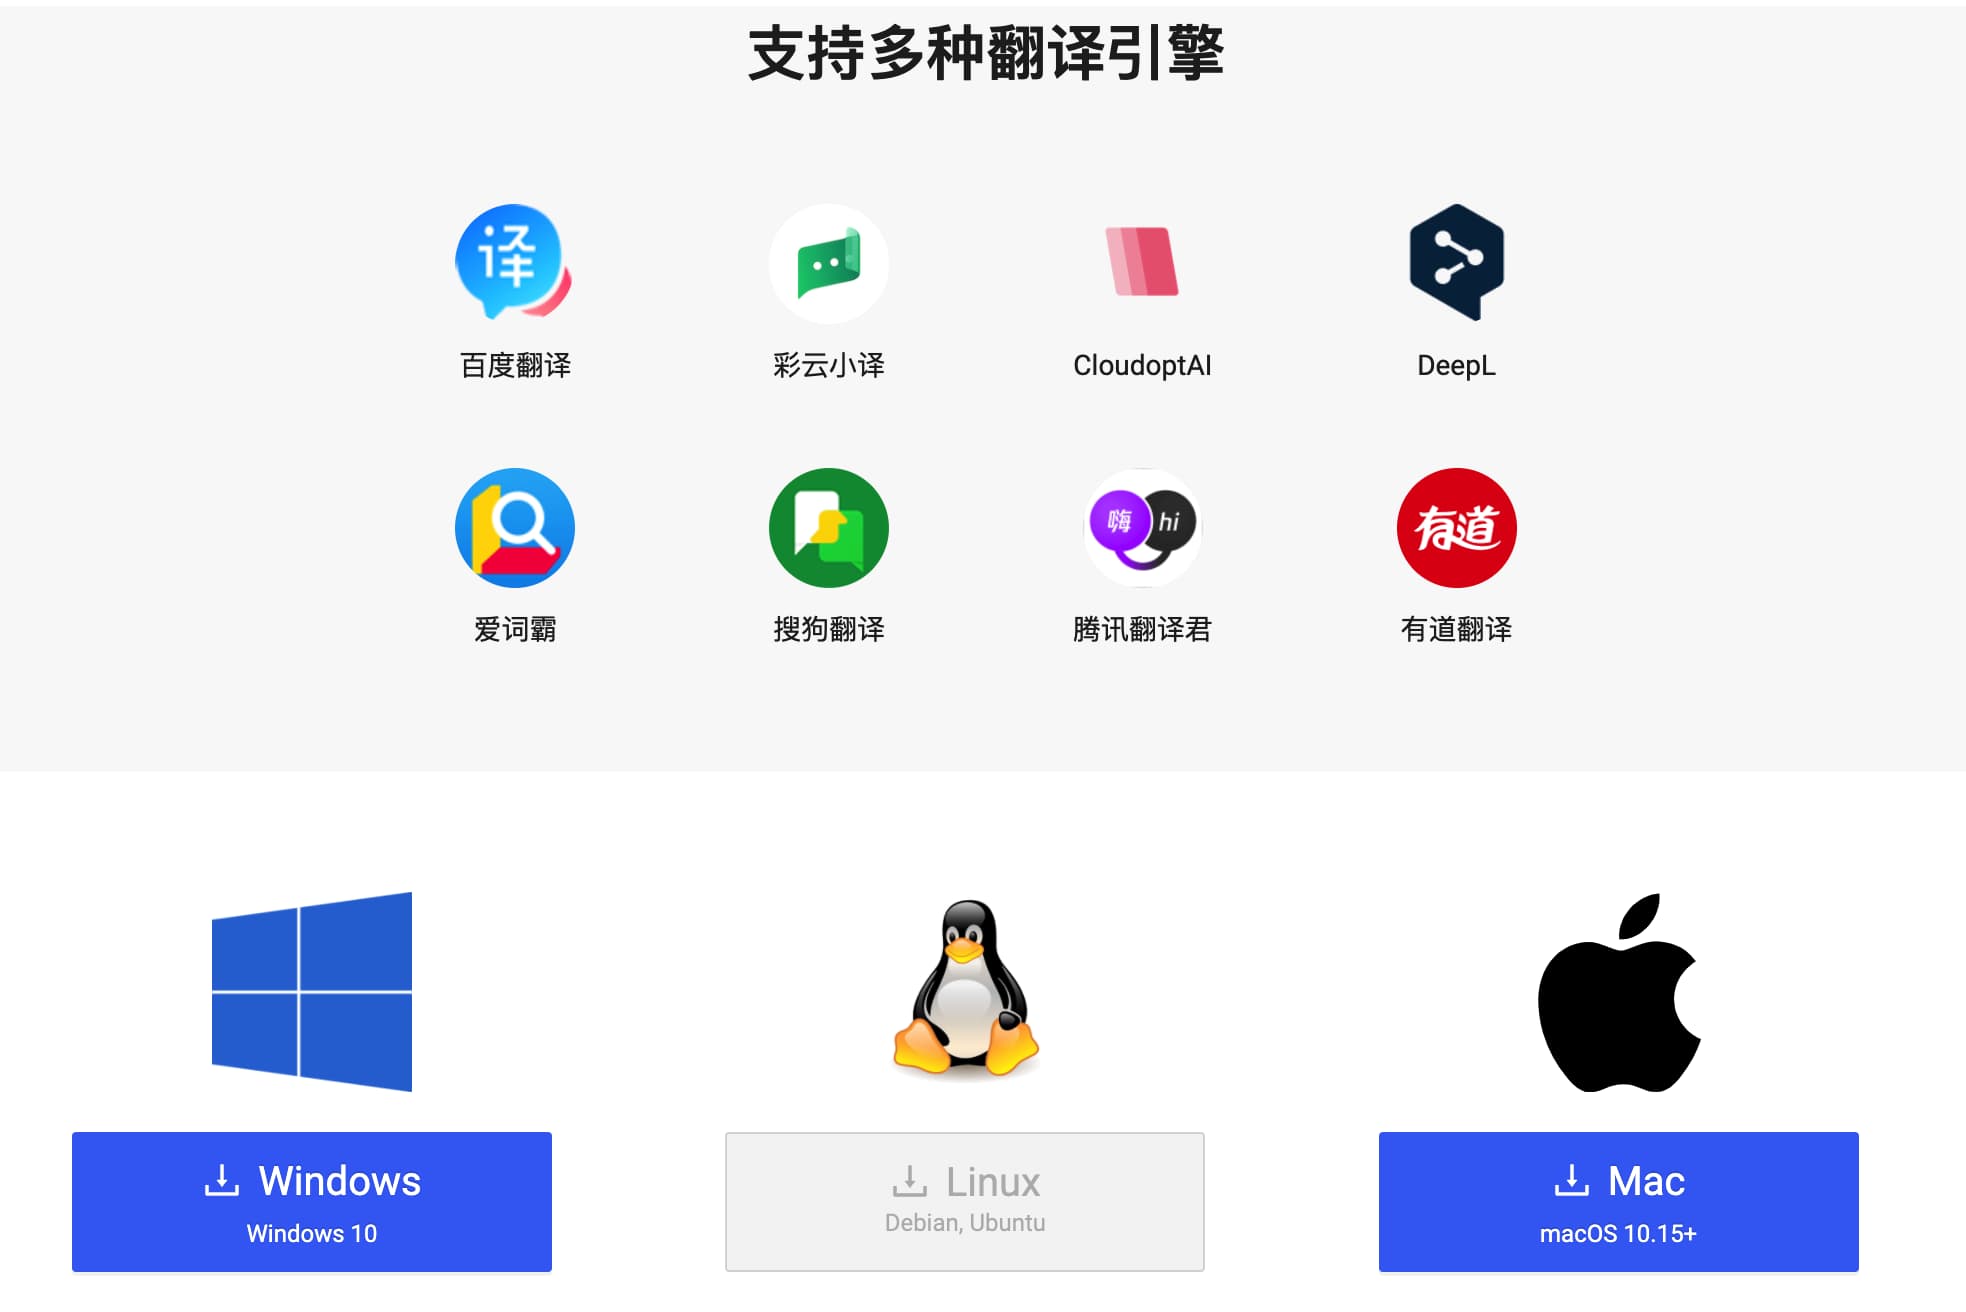 支持多种翻译引擎
译
百度翻译
彩云小译
CloudoptAI
DeepL
有道
嗨
hi
爱词霸
搜狗翻译
腾讯翻译君
有道翻译
Windows
Windows 10
Linux
Debian, Ubuntu
Mac
macOS 10.15+